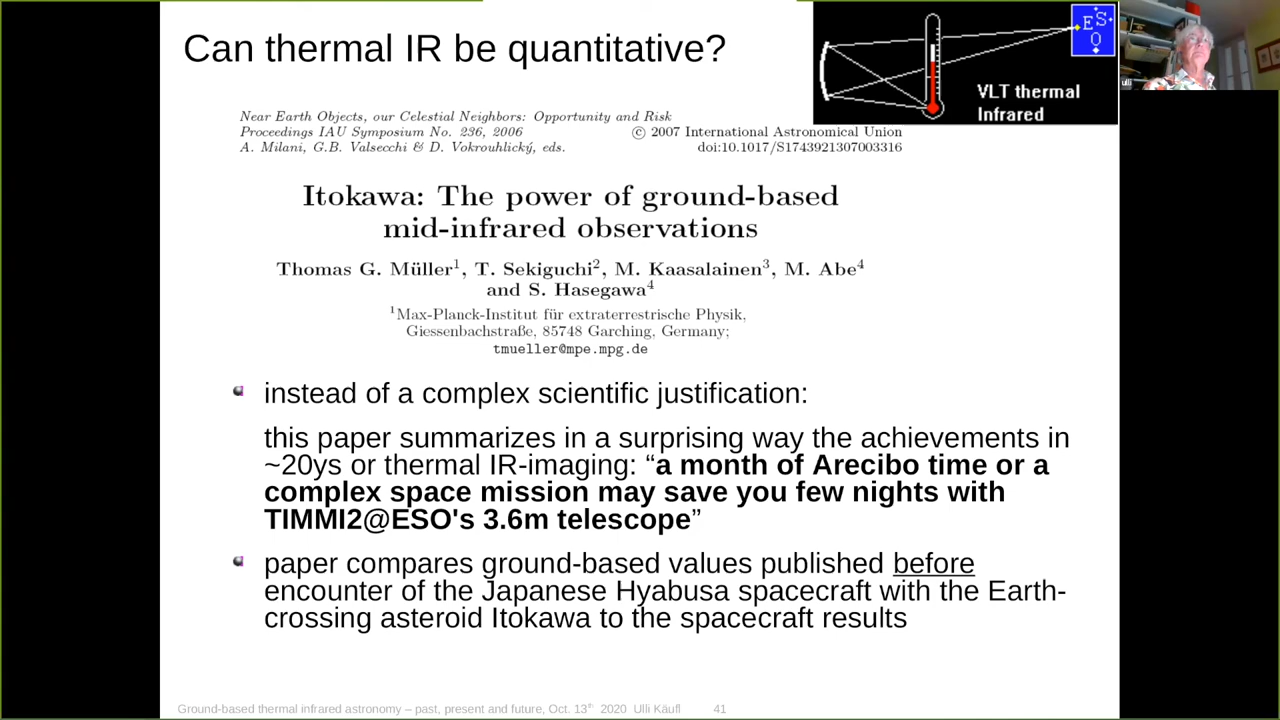 Can thermal IR be quantitative?
E S O
VLT thermal
Infrared
ulli
Near Earth Objects, our Celestial Neighbors: Opportunity and Risk
Proceedings IAU Symposium No. 236, 2006 © 2007 International Astronomical Union
A. Milani, G.B. Valsecchi & D. Vokrouhlický, eds. doi:10.1017/S1743921307003316
Itokawa: The power of ground-based
mid-infrared observations
Thomas G. Müller1, T. Sekiguchi2, M. Kaasalainen3, M. Abe4
and S. Hasegawa4
1Max-Planck-Institut für extraterrestrische Physik,
Giessenbachstraße, 85748 Garching, Germany;
tmueller@mpe.mpg.de
instead of a complex scientific justification:
this paper summarizes in a surprising way the achievements in
~20ys or thermal IR-imaging: “a month of Arecibo time or a
complex space mission may save you few nights with
TIMMI2@ESO's 3.6m telescope”
paper compares ground-based values published before
encounter of the Japanese Hyabusa spacecraft with the Earth-
crossing asteroid Itokawa to the spacecraft results
Ground-based thermal infrared astronomy – past, present and future, Oct. 13th 2020 Ulli Käufl 41